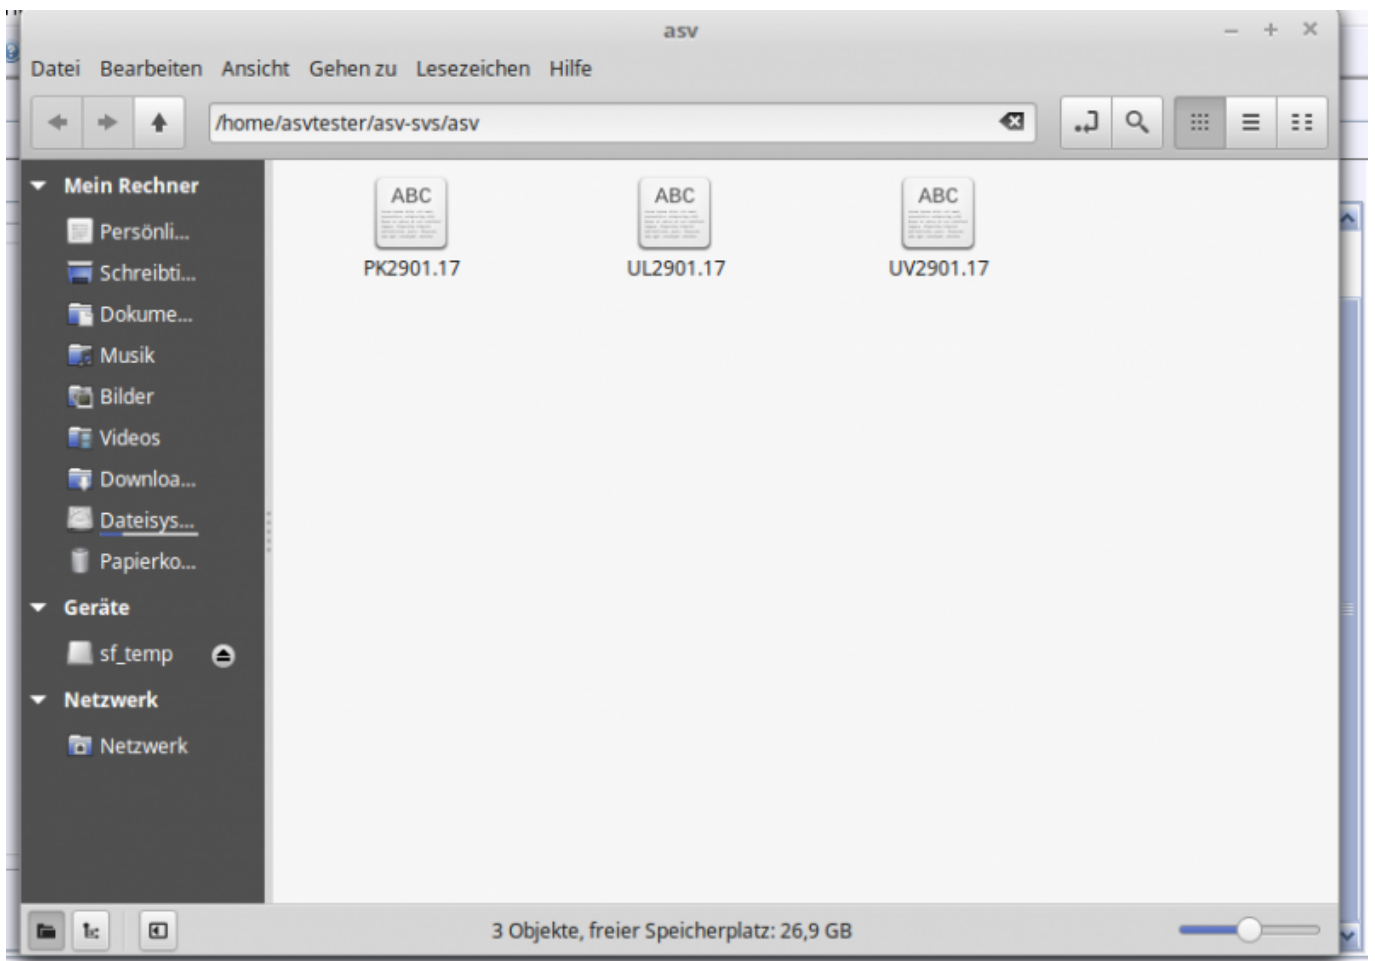 asv
Datei Bearbeiten Ansicht Gehen zu Lesezeichen Hilfe
/home/asvtester/asv-svs/asv
Mein Rechner
Persönli...
Schreibti...
Dokume...
Musik
Bilder
Videos
Downloa...
Dateisys...
Papierko...
Geräte
sf_temp
Netzwerk
Netzwerk
ABC
PK2901.17
ABC
UL2901.17
ABC
UV2901.17
3 Objekte, freier Speicherplatz: 26,9 GB